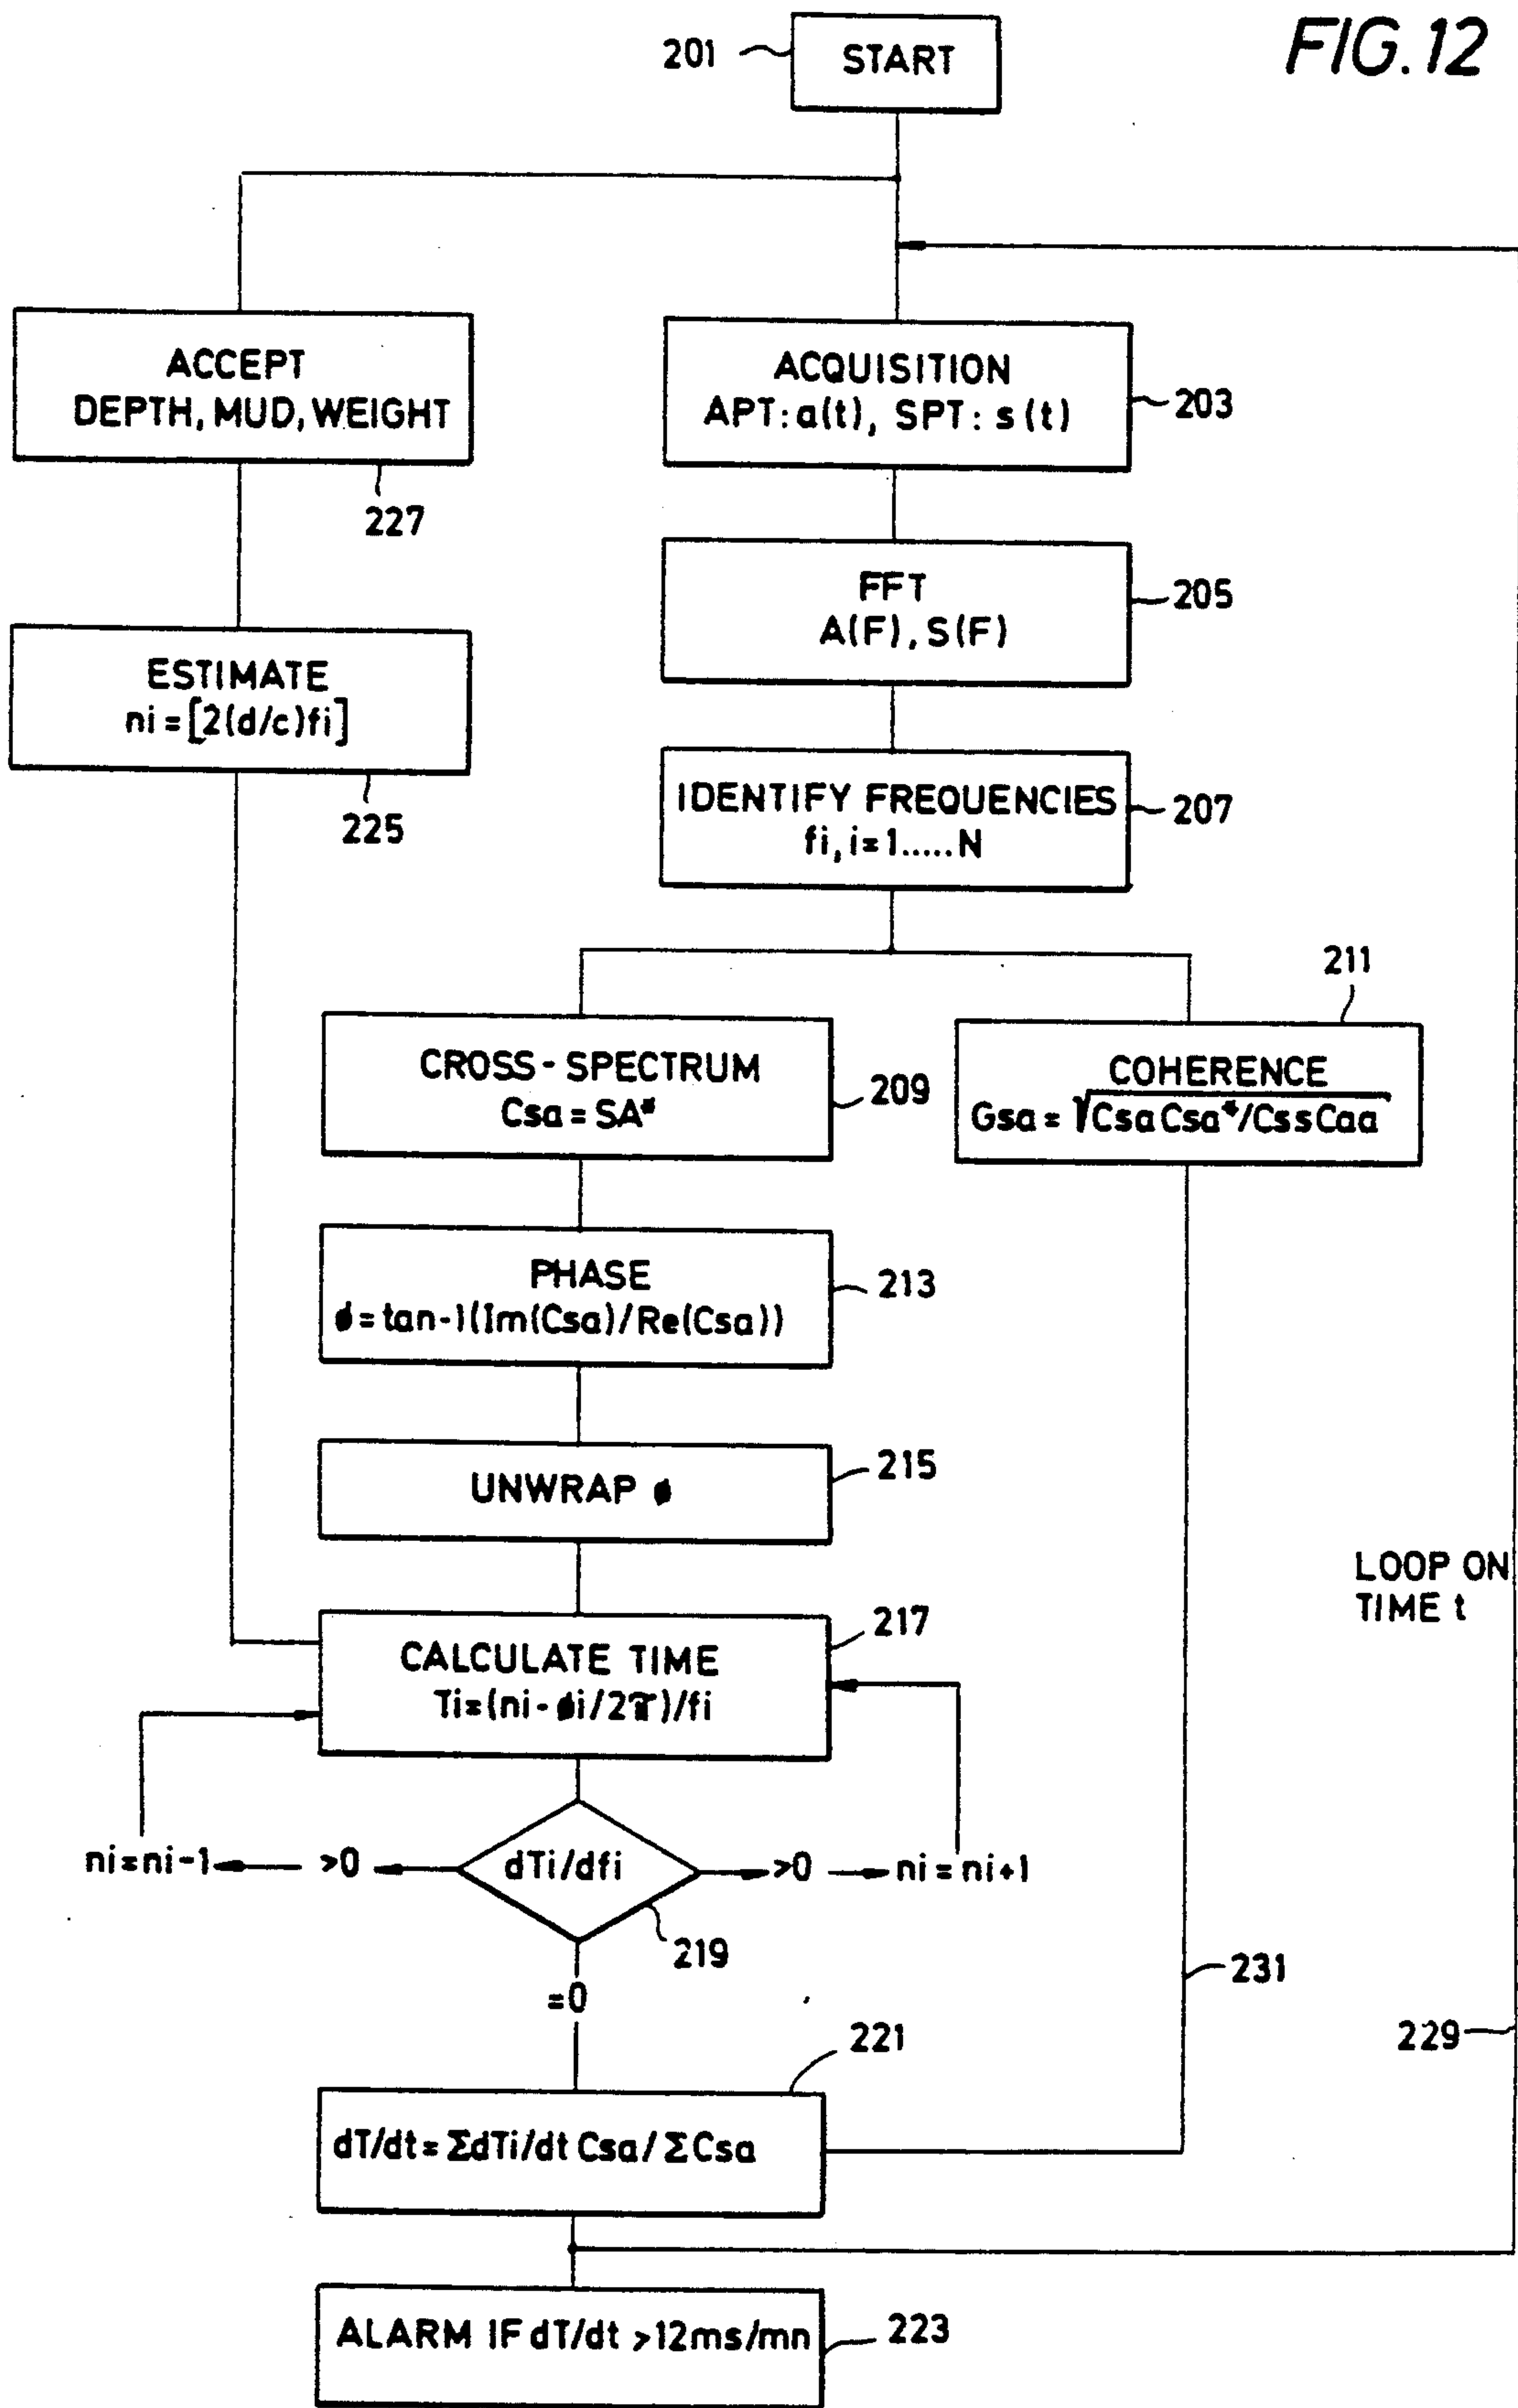 FIG.12
201
START
ACCEPT
DEPTH, MUD, WEIGHT
227
ACQUISITION
APT: a(t), SPT: s(t)
203
FFT
A(F), S(F)
205
ESTIMATE
ni=[2(d/c)fi]
225
IDENTIFY FREQUENCIES
fi, i=1.....N
207
211
CROSS-SPECTRUM
Csa=SA*
209
COHERENCE
Gsa=√CsaCsa*/CssCaa
PHASE
ϕ=tan-1(Im(Csa)/Re(Csa))
213
UNWRAP ϕ
215
LOOP ON
TIME t
217
CALCULATE TIME
Ti=(ni-ϕi/2π)/fi
ni=ni-1
>0
dTi/dfi
>0
ni=ni+1
219
=0
231
229
221
dT/dt=ΣdTi/dt Csa/ΣCsa
ALARM IF dT/dt >12ms/mn
223